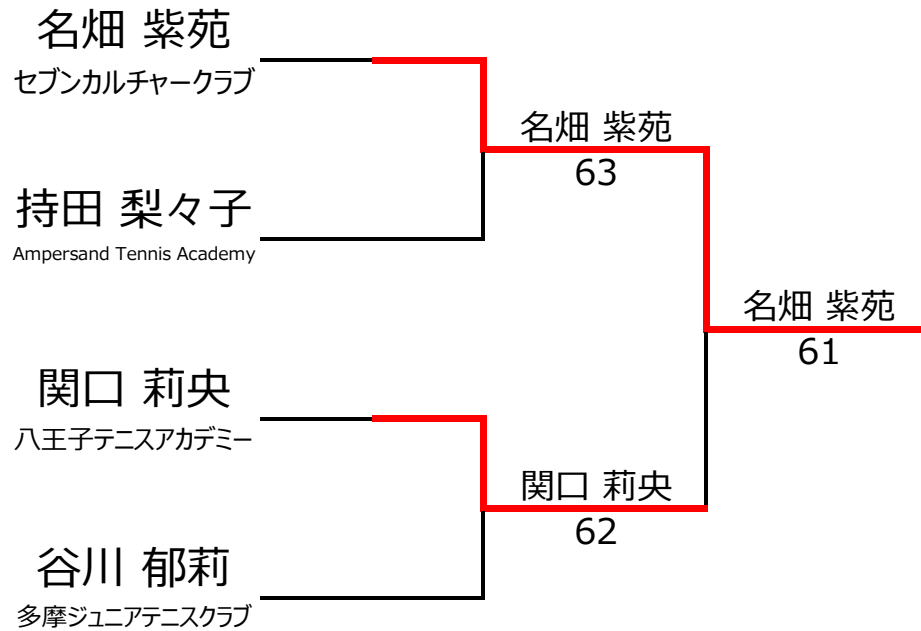 名畑 紫苑
セブンカルチャークラブ
名畑 紫苑
63
持田 梨々子
Ampersand Tennis Academy
名畑 紫苑
61
関口 莉央
八王子テニスアカデミー
関口 莉央
62
谷川 郁莉
多摩ジュニアテニスクラブ